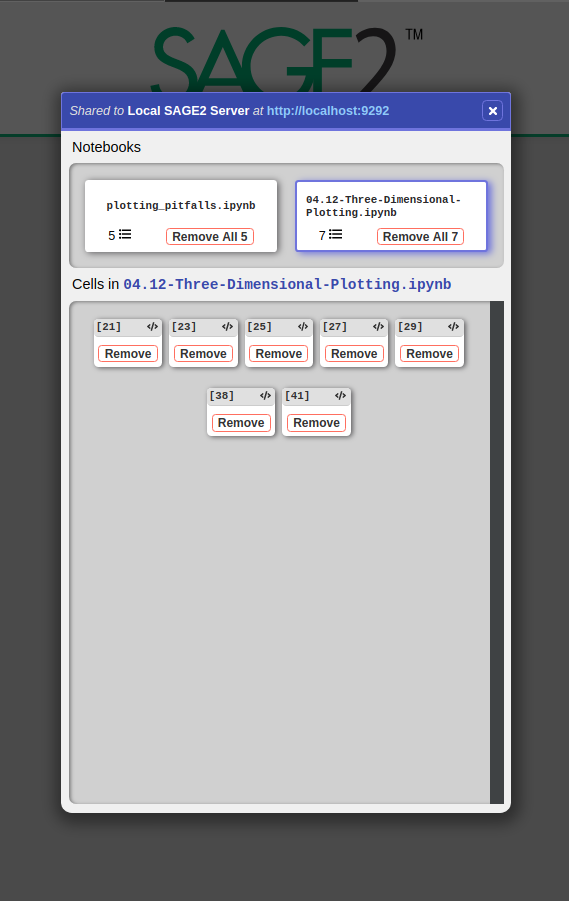 SAGE2™
Shared to Local SAGE2 Server at http://localhost:9292
Notebooks
plotting_pitfalls.ipynb
5 Remove All 5
04.12-Three-Dimensional-
Plotting.ipynb
7 Remove All 7
Cells in 04.12-Three-Dimensional-Plotting.ipynb
[21] [23] [25] [27] [29]
Remove Remove Remove Remove Remove
[38] [41]
Remove Remove